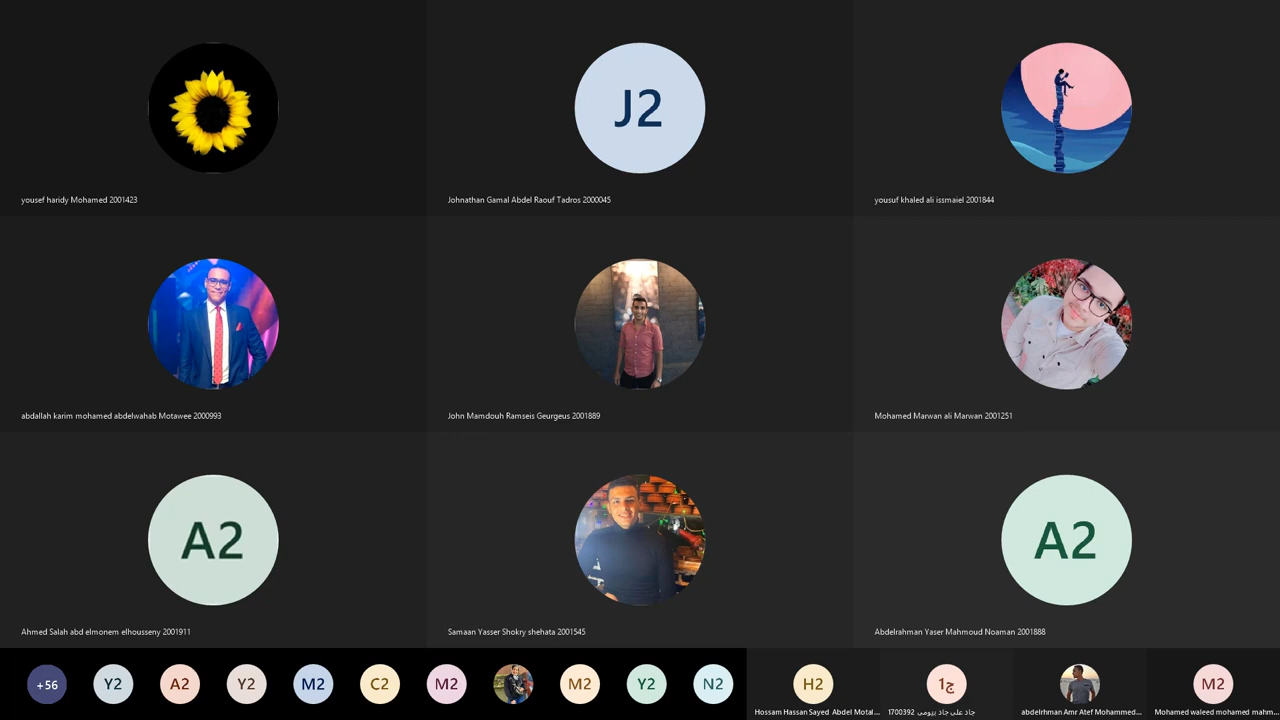 J2
yousef haridy Mohamed 2001423
Johnathan Gamal Abdel Raouf Tadros 2000045
yousuf khaled ali issmaiel 2001844
abdallah karim mohamed abdelwahab Motawee 2000993
John Mamdouh Ramseis Geurgeus 2001889
Mohamed Marwan ali Marwan 2001251
A2
A2
Ahmed Salah abd elmonem elhousseny 2001911
Samaan Yasser Shokry shehata 2001545
Abdelrahman Yaser Mahmoud Noaman 2001888
+56
Y2
A2
Y2
M2
C2
M2
M2
Y2
N2
H2
ج1
M2
Hossam Hassan Sayed Abdel Motal...
جاد على جاد بيومى 1700392
abdelrhman Amr Atef Mohammed...
Mohamed waleed mohamed mahm...